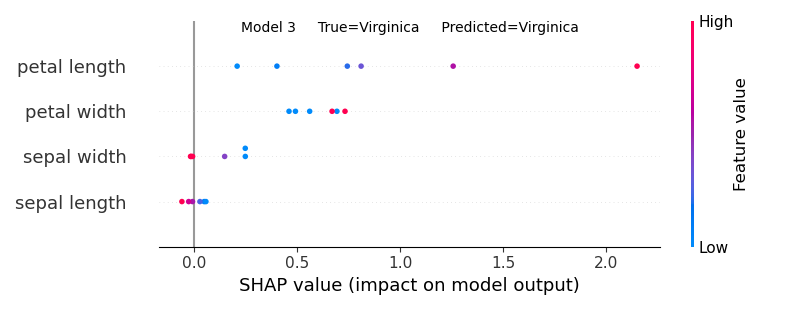 Model 3 True=Virginica Predicted=Virginica
High
petal length
petal width
sepal width
sepal length
Feature value
Low
0.0 0.5 1.0 1.5 2.0
SHAP value (impact on model output)